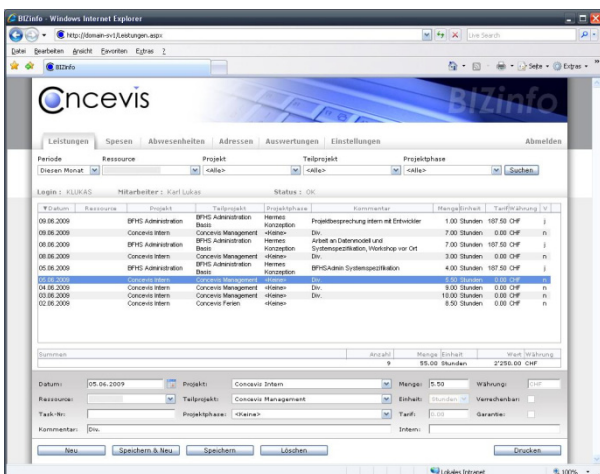 BIZinfo - Windows Internet Explorer
http://domain-sv1/Leistungen.aspx
Live Search
Datei Bearbeiten Ansicht Favoriten Extras ?
BIZinfo
Seite Extras
Concevis
BIZinfo
Leistungen Spesen Abwesenheiten Adressen Auswertungen Einstellungen Abmelden
Periode Ressource Projekt Teilprojekt Projektphase
Diesen Monat <Alle> <Alle> <Alle> Suchen
Login : KLUKAS Mitarbeiter : Karl Lukas Status : OK
Datum Ressource Projekt Teilprojekt Projektphase Kommentar Menge Einheit Tarif Währung V
09.06.2009 BFHS Administration BFHS Administration Basis Hermes Konzeption Projektbesprechung intern mit Entwickler 1.00 Stunden 187.50 CHF j
09.06.2009 Concevis Intern Concevis Management <Keine> Div. 7.00 Stunden 0.00 CHF n
08.06.2009 BFHS Administration BFHS Administration Basis Hermes Konzeption Arbeit an Datenmodell und Systemspezifikation, Workshop vor Ort 7.00 Stunden 187.50 CHF j
08.06.2009 Concevis Intern Concevis Management <Keine> Div. 3.00 Stunden 0.00 CHF n
05.06.2009 BFHS Administration BFHS Administration Basis Hermes Konzeption BFHSAdmin Systemspezifikation 4.00 Stunden 187.50 CHF j
05.06.2009 Concevis Intern Concevis Management <Keine> Div. 5.50 Stunden 0.00 CHF n
04.06.2009 Concevis Intern Concevis Management <Keine> Div. 9.00 Stunden 0.00 CHF n
03.06.2009 Concevis Intern Concevis Management <Keine> Div. 10.00 Stunden 0.00 CHF n
02.06.2009 Concevis Intern Concevis Ferien <Keine> 8.50 Stunden 0.00 CHF n
Summen Anzahl Menge Einheit Wert Währung
9 55.00 Stunden 2'250.00 CHF
Datum: 05.06.2009 Projekt: Concevis Intern Menge: 5.50 Währung: CHF
Ressource: Teilprojekt: Concevis Management Einheit: Stunden Verrechenbar:
Task-Nr: Projektphase: <Keine> Tarif: 0.00 Garantie:
Kommentar: Div. Intern:
Neu Speichern & Neu Speichern Löschen Drucken
Lokales Intranet 100%